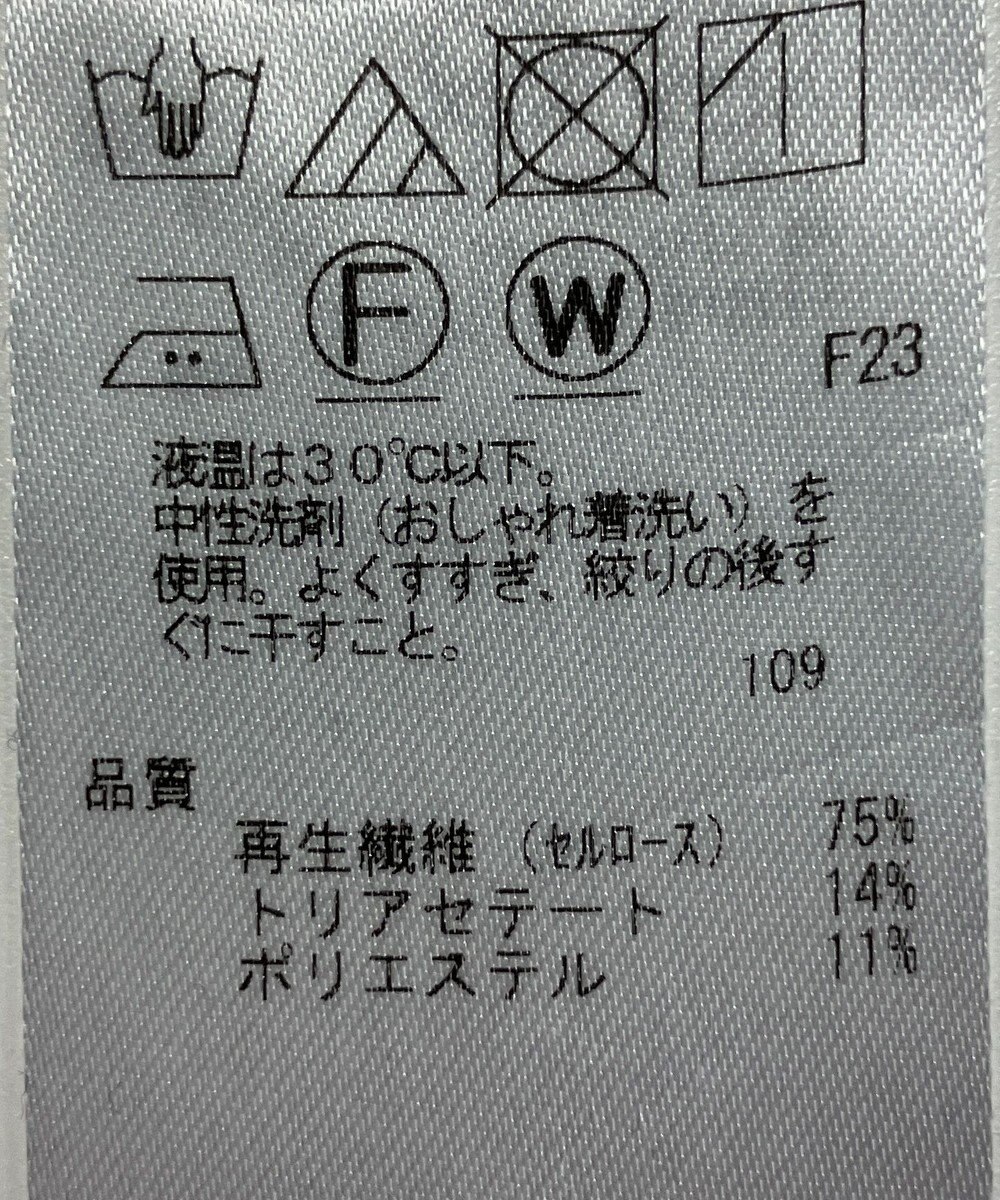 F W F23
液温は30℃以下。
中性洗剤(おしゃれ着洗い)を
使用。よくすすぎ、絞りの後す
ぐに干すこと。
109
品質
再生繊維(セルロース) 75%
トリアセテート 14%
ポリエステル 11%